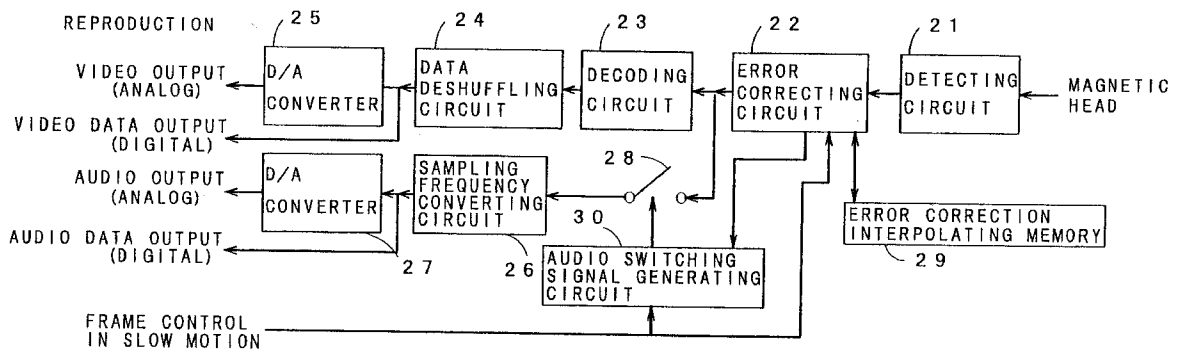 REPRODUCTION
25
24
23
22
21
VIDEO OUTPUT
(ANALOG)
D/A
CONVERTER
DATA
DESHUFFLING
CIRCUIT
DECODING
CIRCUIT
ERROR
CORRECTING
CIRCUIT
DETECTING
CIRCUIT
MAGNETIC
HEAD
VIDEO DATA OUTPUT
(DIGITAL)
AUDIO OUTPUT
(ANALOG)
D/A
CONVERTER
SAMPLING
FREQUENCY
CONVERTING
CIRCUIT
28
30
ERROR CORRECTION
INTERPOLATING MEMORY
AUDIO DATA OUTPUT
(DIGITAL)
27
26
AUDIO SWITCHING
SIGNAL GENERATING
CIRCUIT
29
FRAME CONTROL
IN SLOW MOTION